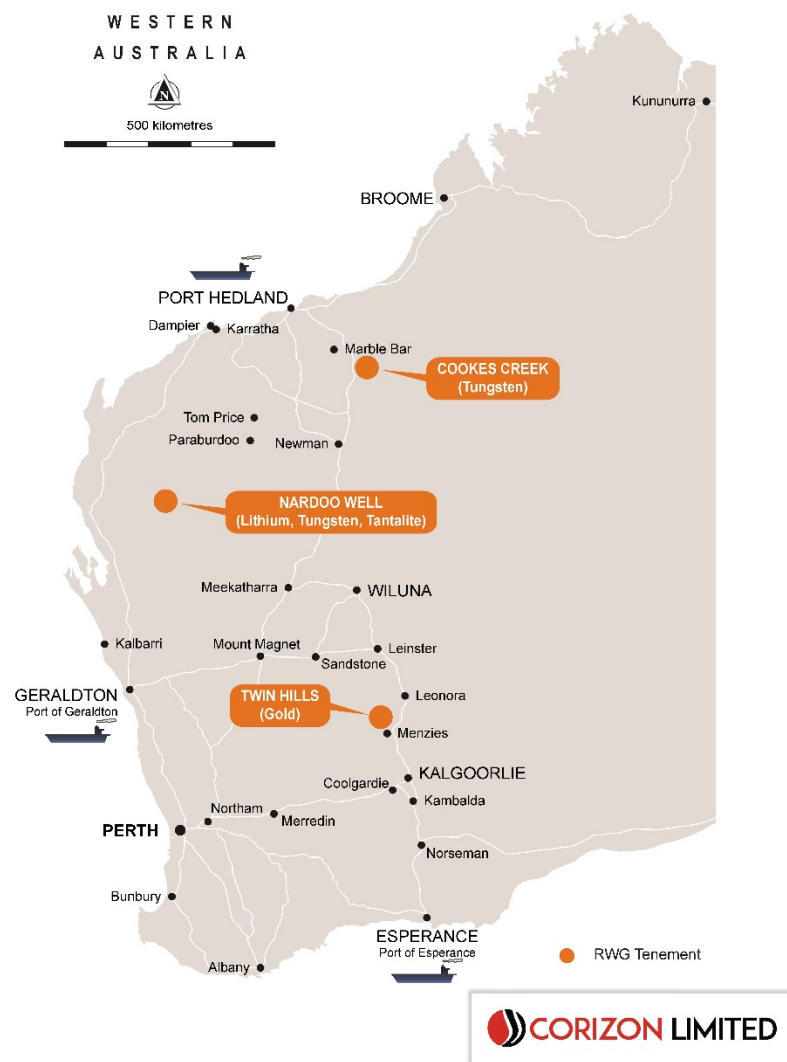 WESTERN
AUSTRALIA
N
500 kilometres
Kununurra
BROOME
PORT HEDLAND
Dampier
Karratha
Marble Bar
COOKES CREEK
(Tungsten)
Tom Price
Paraburdoo
Newman
NARDOO WELL
(Lithium, Tungsten, Tantalite)
Meekatharra
WILUNA
Kalbarri
Mount Magnet
Leinster
Sandstone
GERALDTON
Port of Geraldton
TWIN HILLS
(Gold)
Leonora
Menzies
KALGOORLIE
Coolgardie
Kambalda
Northam
Merredin
PERTH
Norseman
Bunbury
ESPERANCE
Port of Esperance
Albany
RWG Tenement
CORIZON LIMITED